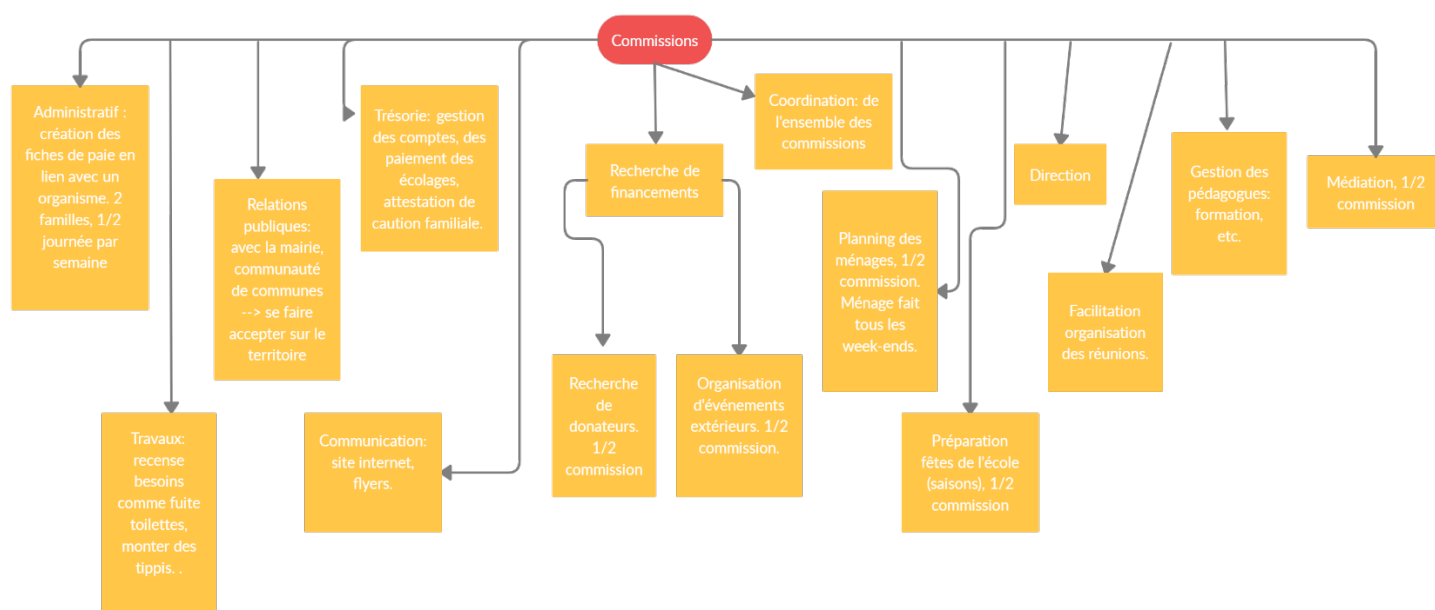 Commissions
Administratif :
création des
fiches de paie en
lien avec un
organisme. 2
familles, 1/2
journée par
semaine
Travaux:
recense
besoins
comme fuite
toilettes,
monter des
tippis. .
Relations
publiques:
avec la mairie,
communauté
de communes
--> se faire
accepter sur le
territoire
Trésorie: gestion
des comptes, des
paiement des
écolages,
attestation de
caution familiale.
Communication:
site internet,
flyers.
Recherche de
financements
Recherche
de
donateurs.
1/2
commission
Organisation
d'événements
extérieurs. 1/2
commission.
Coordination: de
l'ensemble des
commissions
Planning des
ménages, 1/2
commission.
Ménage fait
tous les
week-ends.
Préparation
fêtes de l'école
(saisons), 1/2
commission
Direction
Facilitation
organisation
des réunions.
Gestion des
pédagogues:
formation,
etc.
Médiation, 1/2
commission